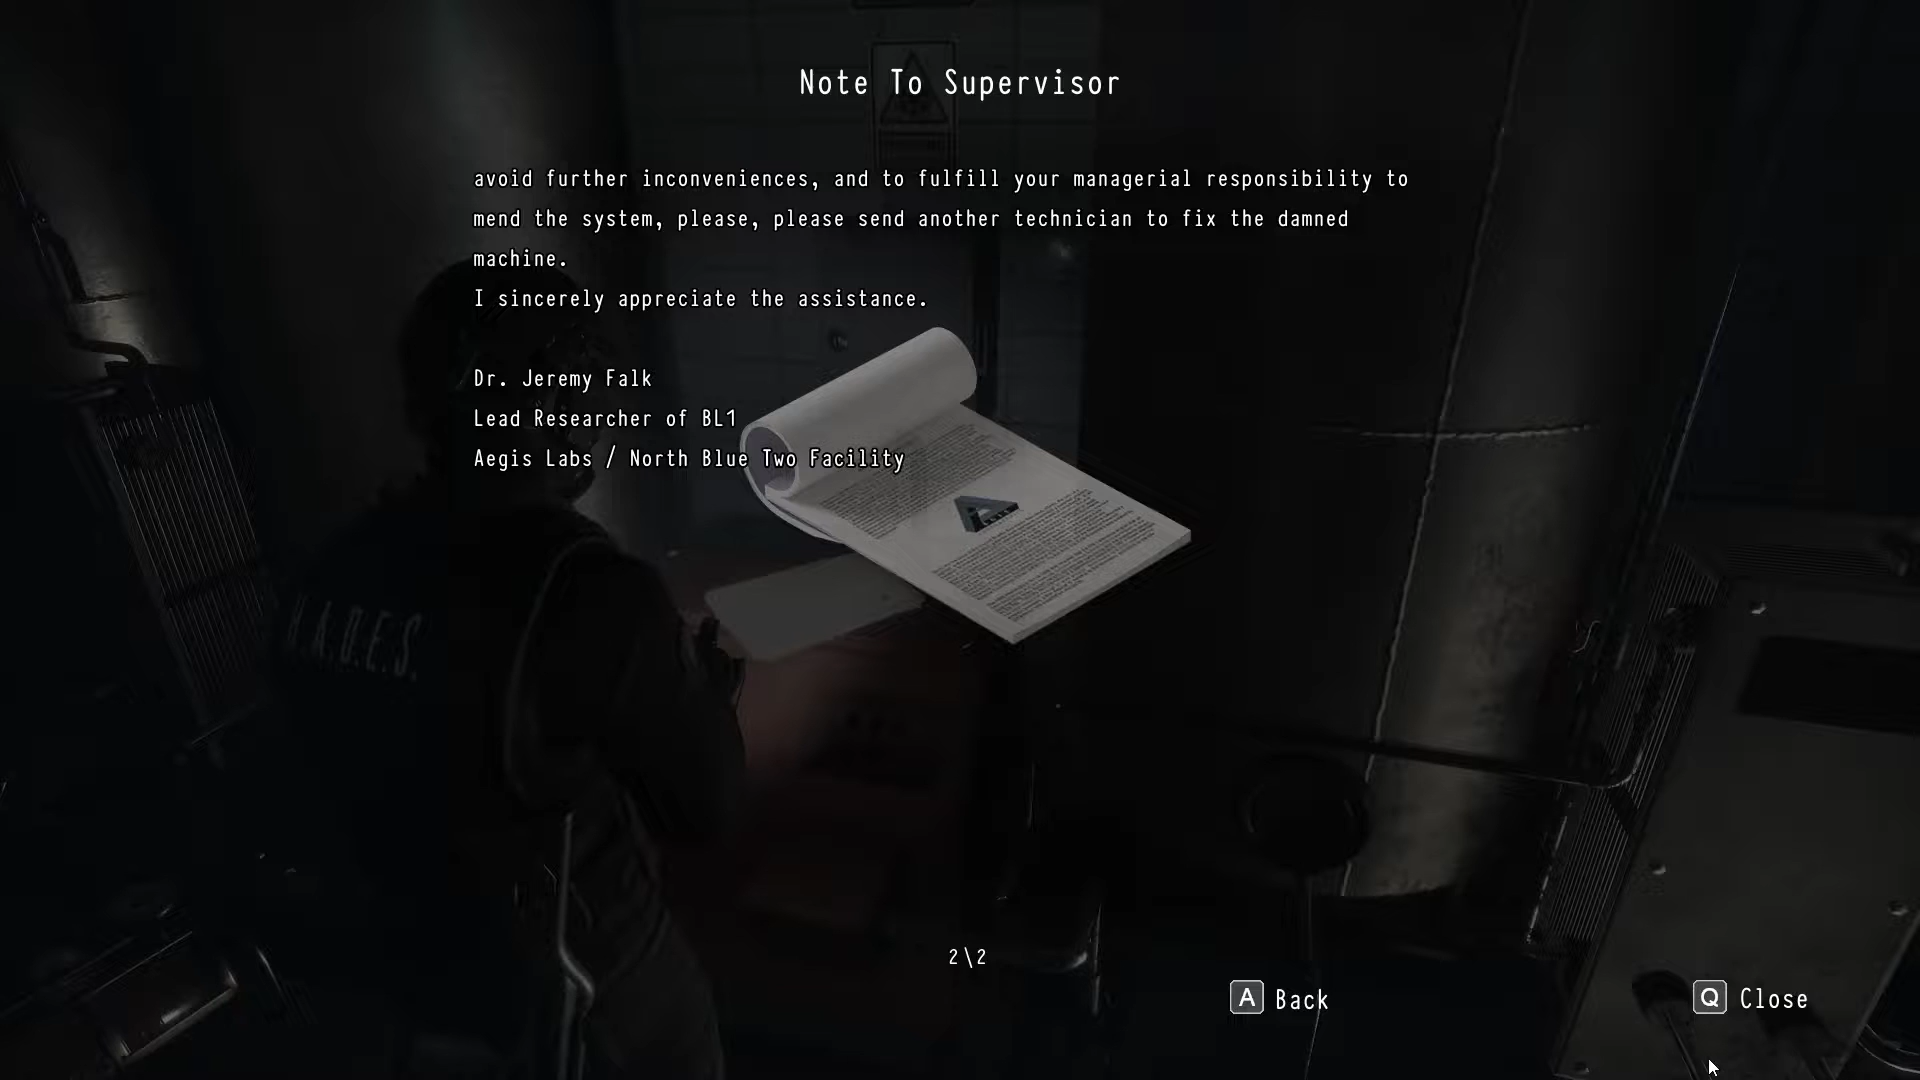 Note To Supervisor
avoid further inconveniences, and to fulfill your managerial responsibility to
mend the system, please, please send another technician to fix the damned
machine.
I sincerely appreciate the assistance.
Dr. Jeremy Falk
Lead Researcher of BL1
Aegis Labs / North Blue Two Facility
H.A.D.E.S.
2\2
A Back
Q Close